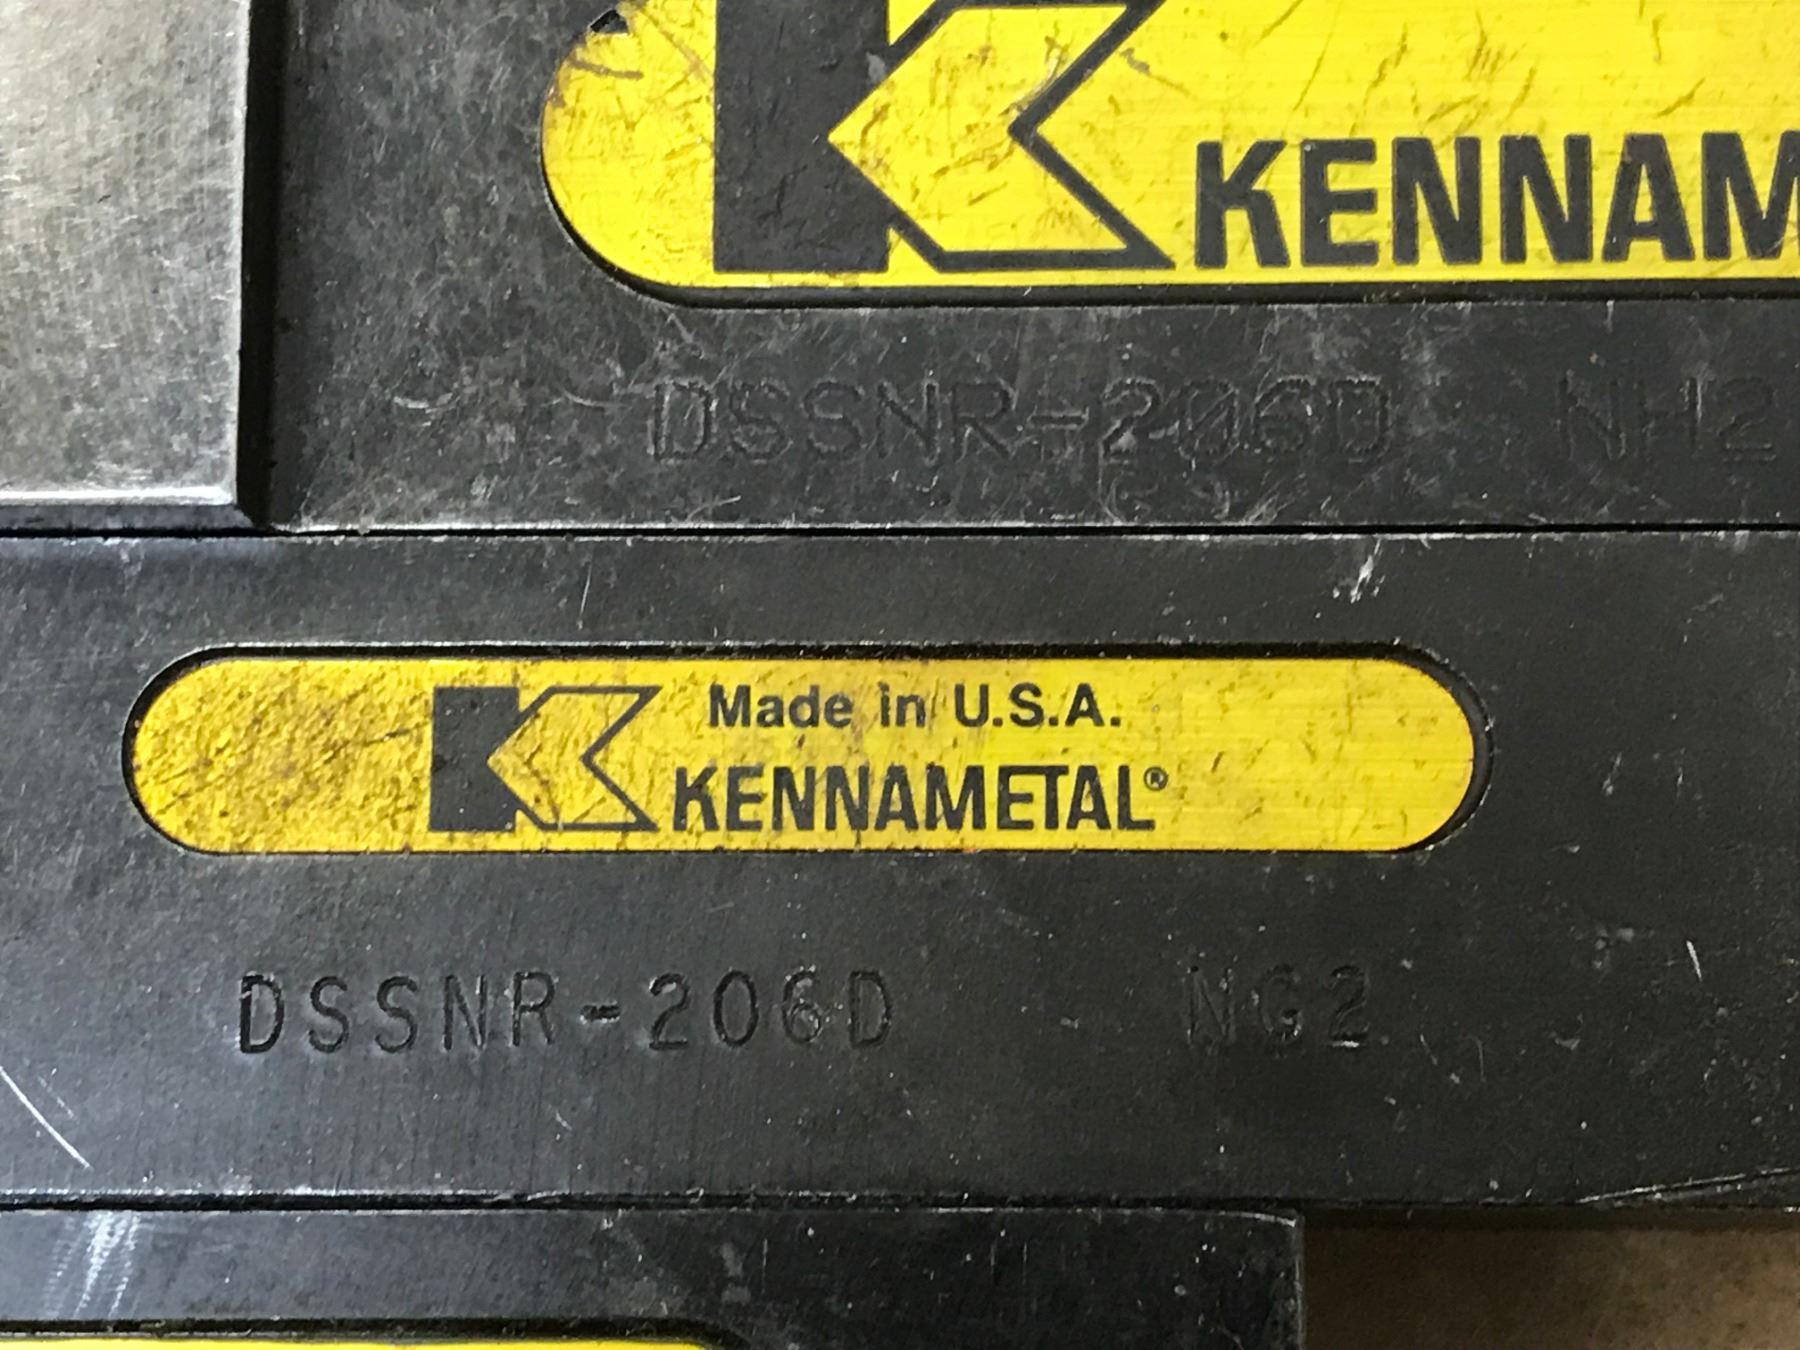 KENNAM
DSSNR-206D NH2
Made in U.S.A.
KENNAMETAL®
DSSNR-206D NG2